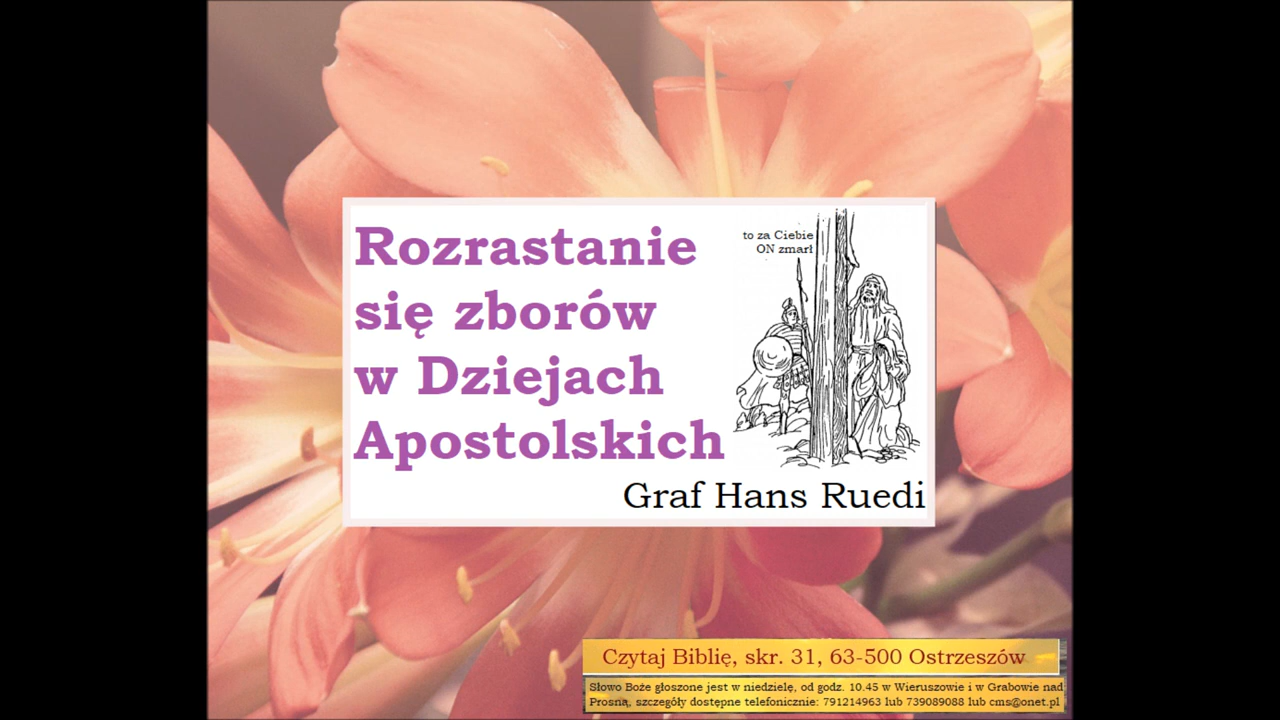 Rozrastanie
się zborów
w Dziejach
Apostolskich
to za Ciebie
ON zmarł
Graf Hans Ruedi
Czytaj Biblię, skr. 31, 63-500 Ostrzeszów
Słowo Boże głoszone jest w niedzielę, od godz. 10.45 w Wieruszowie i w Grabowie nad
Prosną, szczegóły dostępne telefonicznie: 791214963 lub 739089088 lub cms@onet.pl